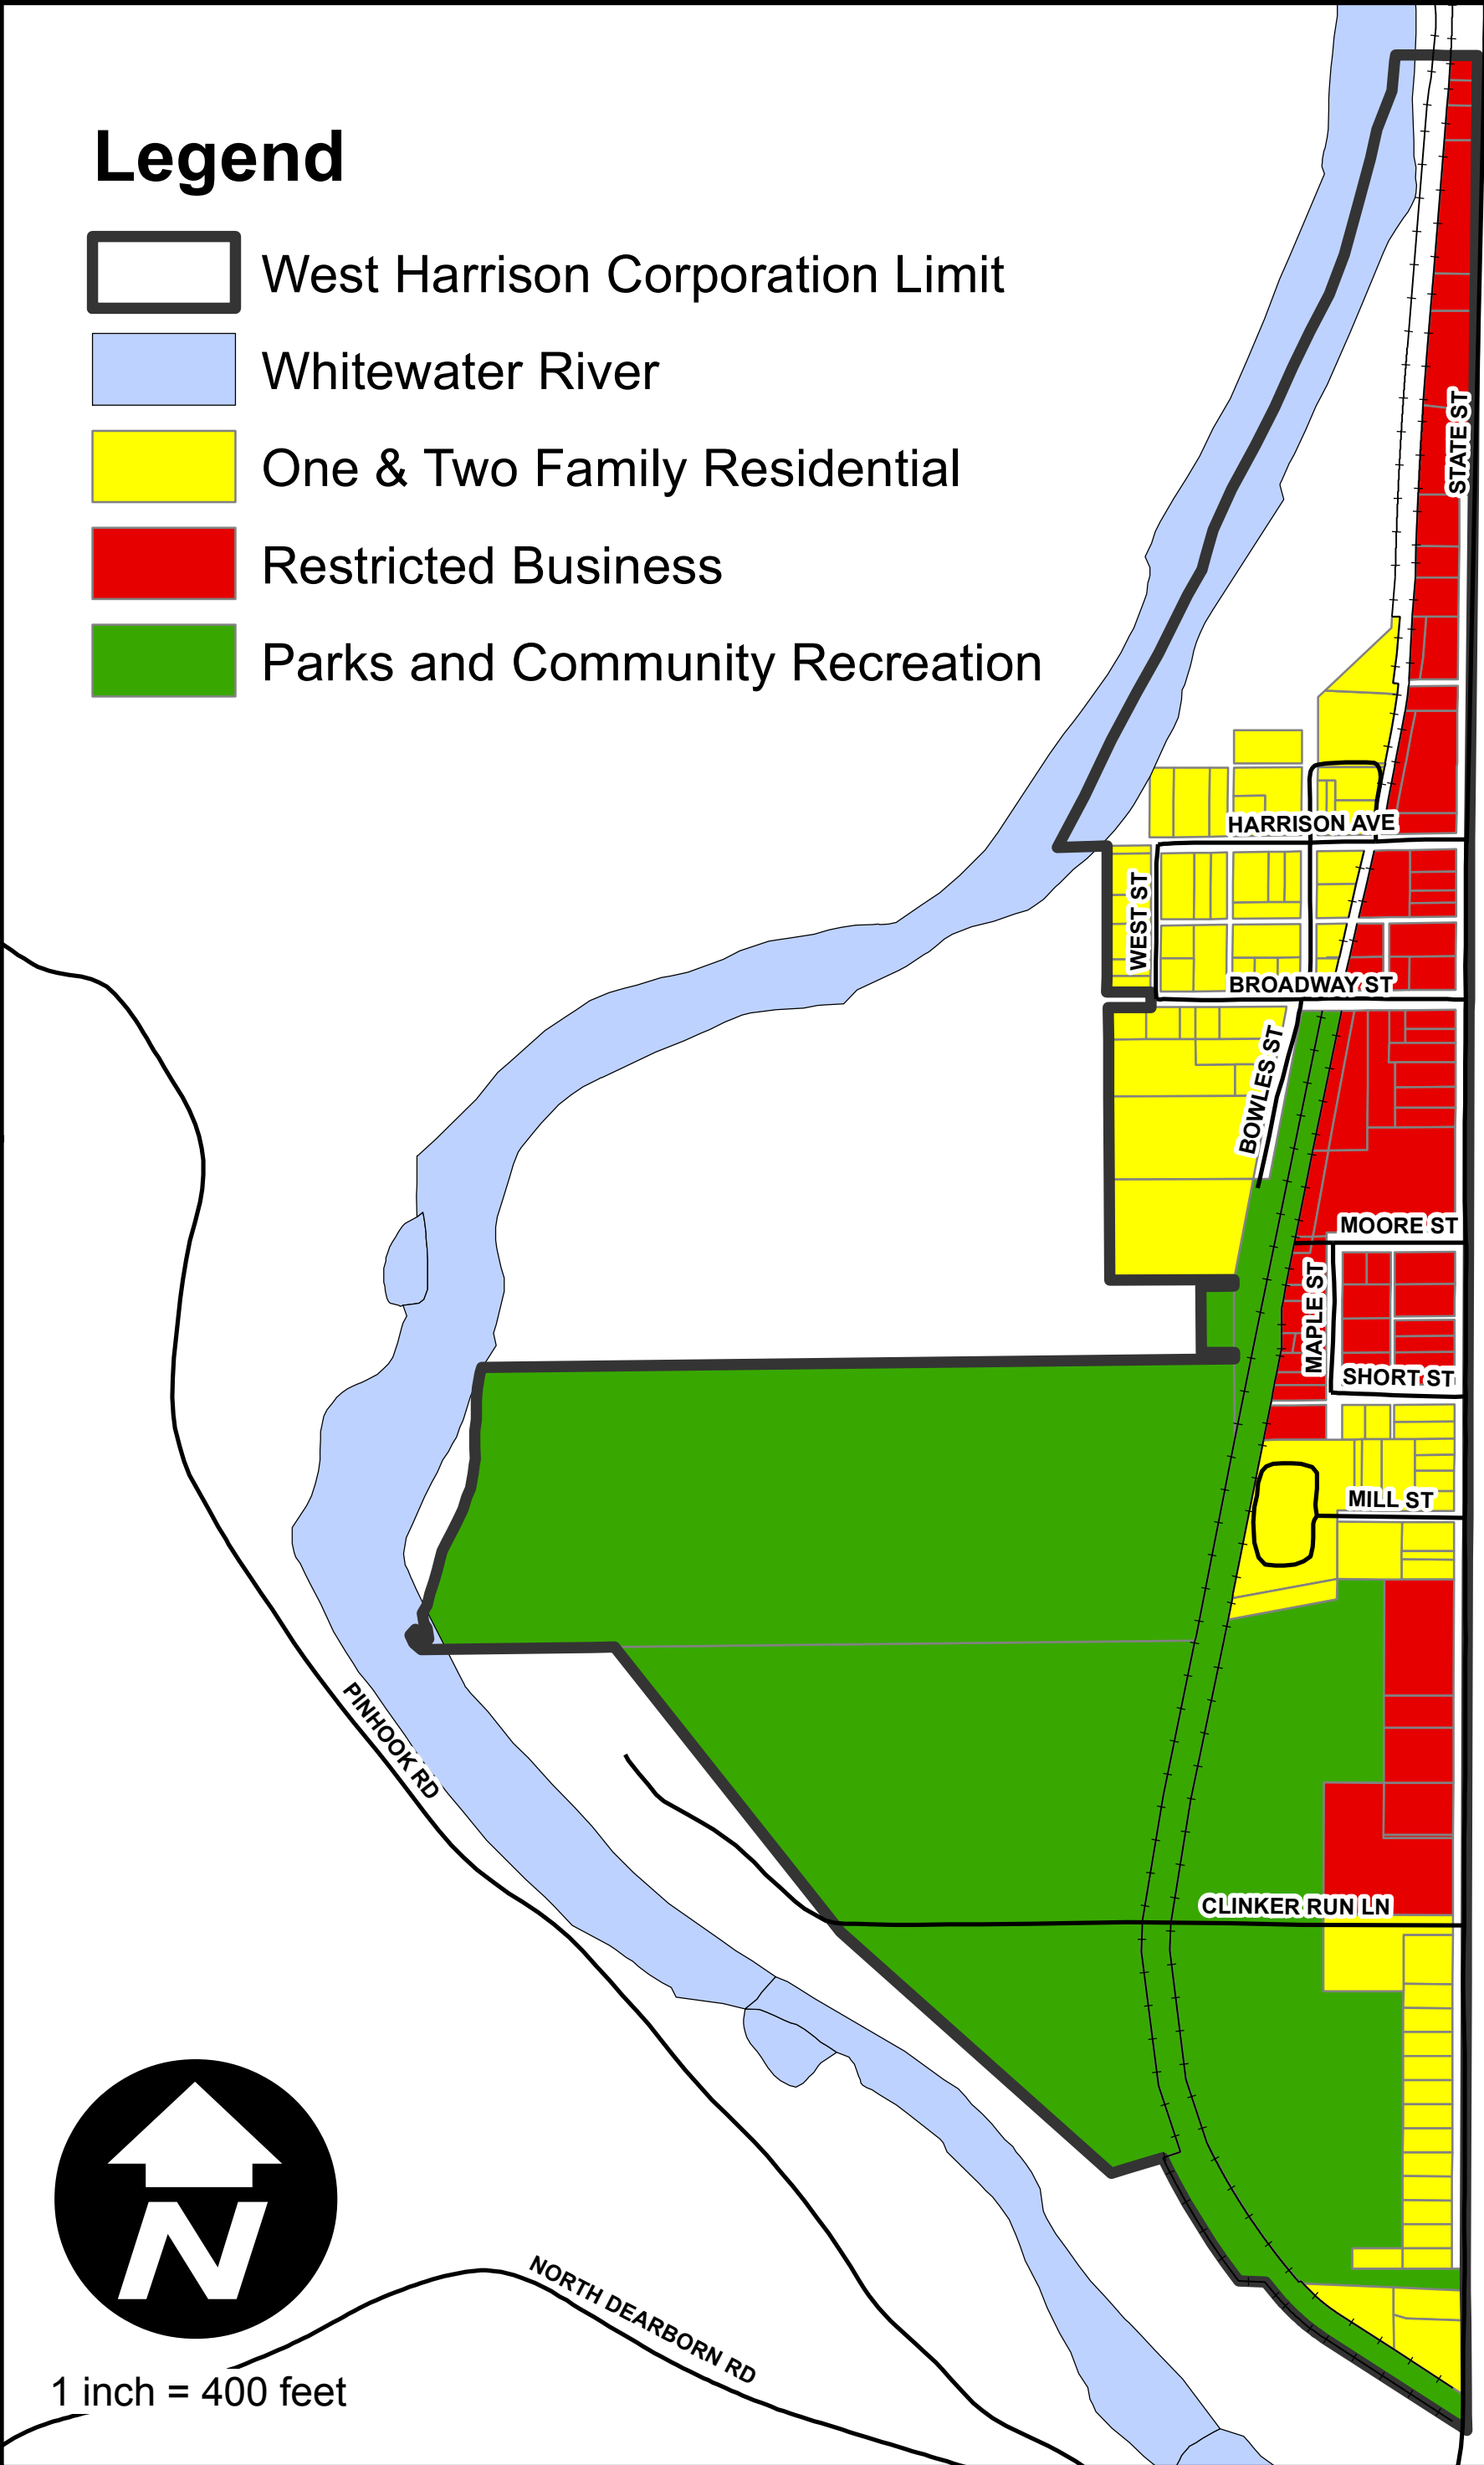 Legend
West Harrison Corporation Limit
Whitewater River
One & Two Family Residential
Restricted Business
Parks and Community Recreation
STATE ST
HARRISON AVE
WEST ST
BROADWAY ST
BOWLES ST
MOORE ST
MAPLE ST
SHORT ST
MILL ST
PINHOOK RD
CLINKER RUN LN
N
NORTH DEARBORN RD
1 inch = 400 feet